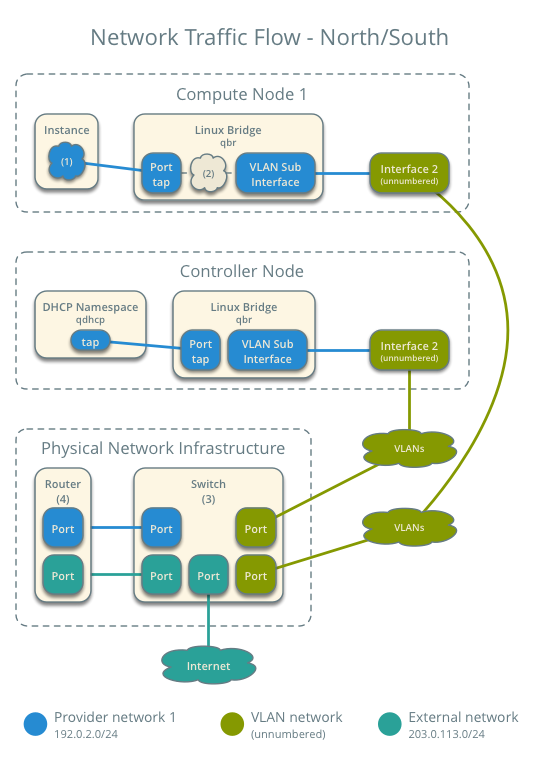 Network Traffic Flow - North/South
Compute Node 1
Instance
(1)
Linux Bridge
qbr
Port
tap
(2)
VLAN Sub
Interface
Interface 2
(unnumbered)
Controller Node
DHCP Namespace
qdhcp
tap
Linux Bridge
qbr
Port
tap
VLAN Sub
Interface
Interface 2
(unnumbered)
VLANs
Physical Network Infrastructure
Router
(4)
Switch
(3)
Port
Port
Port
VLANs
Port
Port
Port
Port
Internet
Provider network 1
192.0.2.0/24
VLAN network
(unnumbered)
External network
203.0.113.0/24